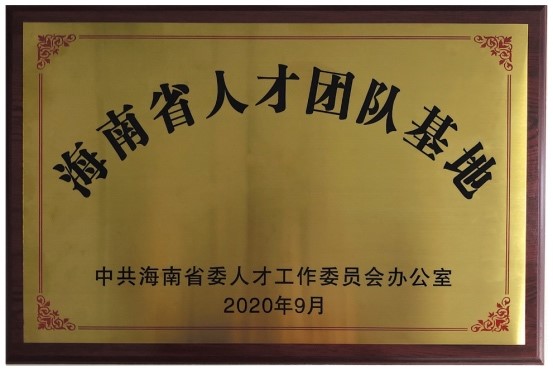 海南省人才团队基地
中共海南省委人才工作委员会办公室
2020年9月